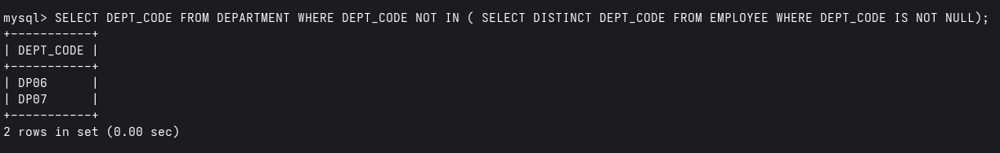 mysql> SELECT DEPT_CODE FROM DEPARTMENT WHERE DEPT_CODE NOT IN ( SELECT DISTINCT DEPT_CODE FROM EMPLOYEE WHERE DEPT_CODE IS NOT NULL);
+-----------+
| DEPT_CODE |
+-----------+
| DP06      |
| DP07      |
+-----------+
2 rows in set (0.00 sec)